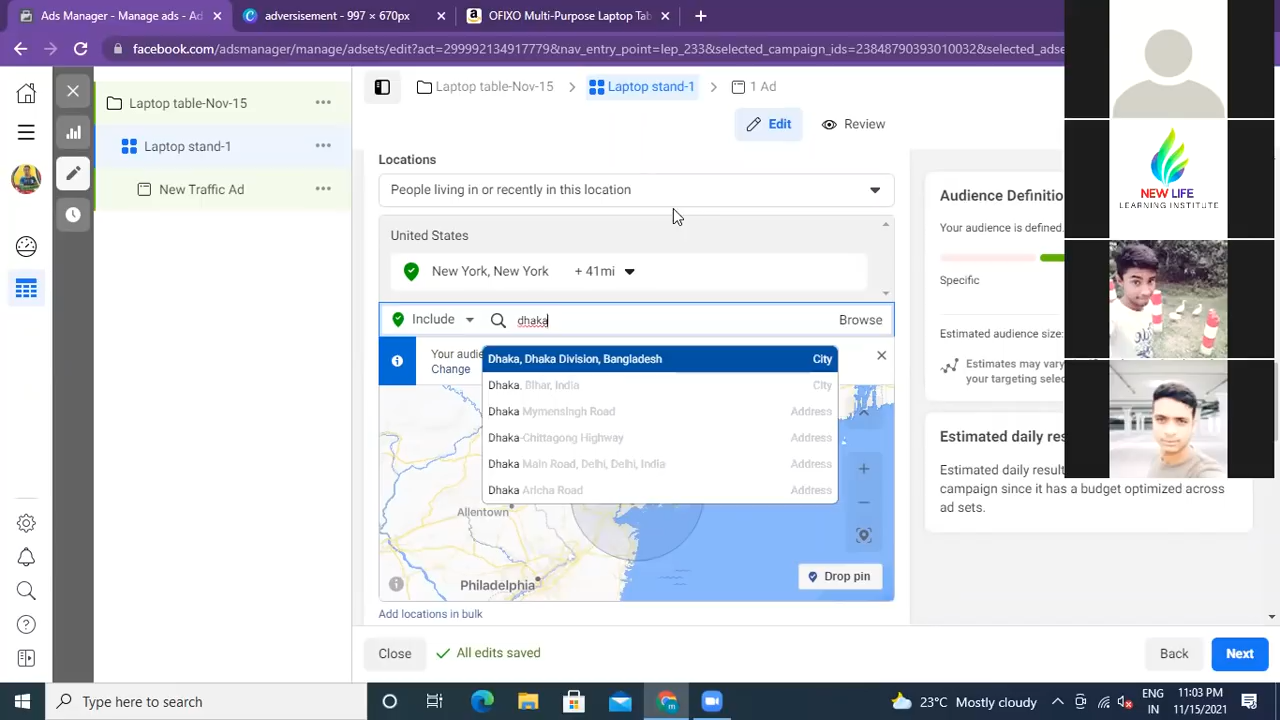 Ads Manager - Manage ads - Ad
adversisement - 997 × 670px
OFIXO Multi-Purpose Laptop Table
facebook.com/adsmanager/manage/adsets/edit?act=299992134917779&nav_entry_point=lep_233&selected_campaign_ids=23848790393010032&selected_adse
Laptop table-Nov-15
Laptop stand-1
New Traffic Ad
Laptop table-Nov-15
Laptop stand-1
1 Ad
Edit
Review
Locations
People living in or recently in this location
United States
New York, New York
+ 41mi
Include
dhaka
Browse
Your audie
Change
Dhaka, Dhaka Division, Bangladesh
City
Dhaka, Bihar, India
City
Dhaka Mymensingh Road
Address
Dhaka-Chittagong Highway
Address
Dhaka Main Road, Delhi, Delhi, India
Address
Dhaka Aricha Road
Address
Allentown
Philadelphia
Drop pin
Add locations in bulk
Audience Definitio
Your audience is defined.
Specific
Estimated audience size:
Estimates may vary
your targeting selec
Estimated daily resu
Estimated daily result
campaign since it has a budget optimized across
ad sets.
NEW LIFE
LEARNING INSTITUTE
Close
All edits saved
Back
Next
Type here to search
23°C Mostly cloudy
ENG
IN
11:03 PM
11/15/2021